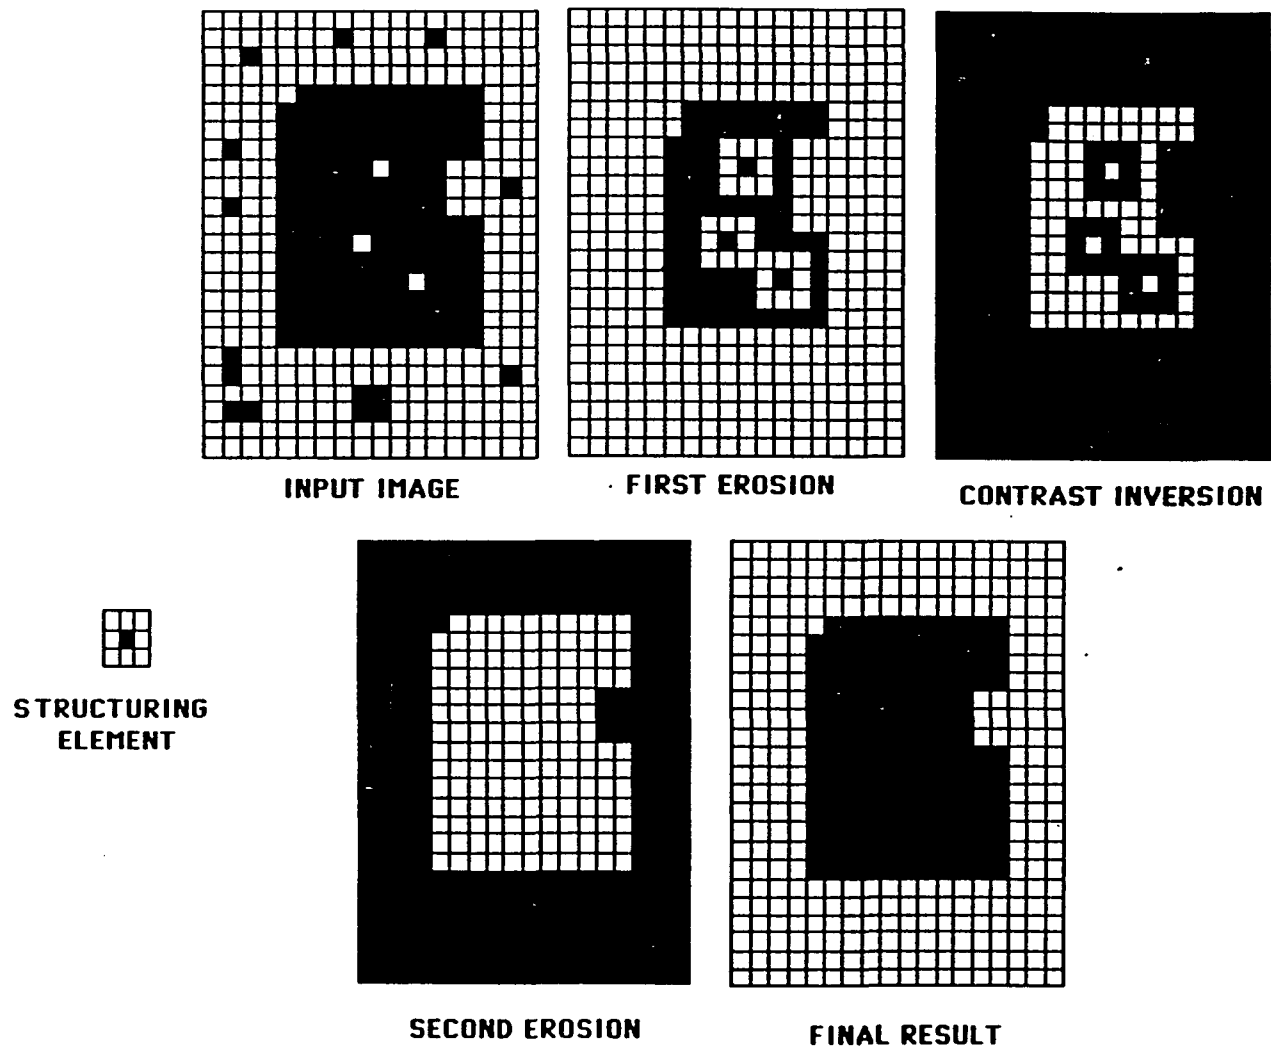 INPUT IMAGE
FIRST EROSION
CONTRAST INVERSION
STRUCTURING
ELEMENT
SECOND EROSION
FINAL RESULT